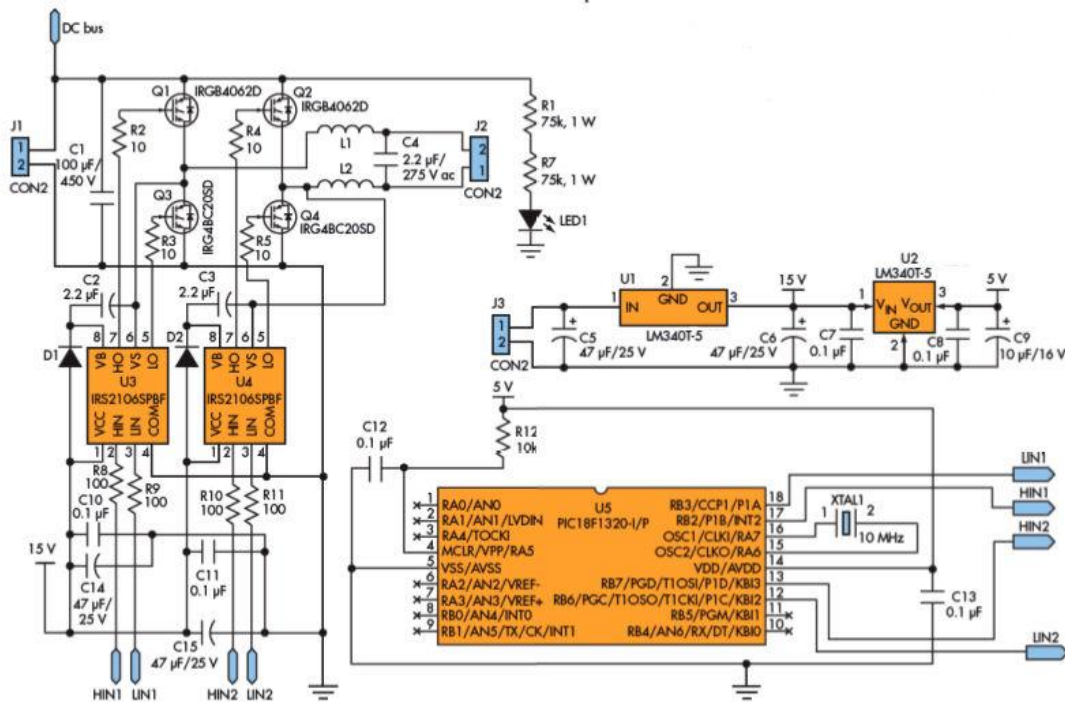 DC bus
Q1
IRGB4062D
Q2
IRGB4062D
J1
1
2
CON2
C1
100 µF/
450 V
R2
10
R4
10
L1
L2
C4
2.2 µF/
275 V ac
J2
2
1
CON2
R1
75k, 1 W
R7
75k, 1 W
LED1
Q3
IRG4BC20SD
Q4
IRG4BC20SD
R3
10
R5
10
C2
2.2 µF
C3
2.2 µF
D1
D2
8 7 6 5
VB HO VS LO
U3
IRS2106SPBF
VCC HIN LIN COM
1 2 3 4
8 7 6 5
VB HO VS LO
U4
IRS2106SPBF
VCC HIN LIN COM
1 2 3 4
R8
100
R9
100
R10
100
R11
100
C10
0.1 µF
C11
0.1 µF
15 V
C14
47 µF/
25 V
C15
47 µF/25 V
HIN1
LIN1
HIN2
LIN2
J3
1
2
CON2
C5
47 µF/25 V
U1
1 IN
2
GND
OUT 3
LM340T-5
15 V
C6
47 µF/25 V
C7
0.1 µF
U2
LM340T-5
1 VIN VOUT 3
GND
2
C8
0.1 µF
5 V
C9
10 µF/16 V
5 V
C12
0.1 µF
R12
10k
U5
PIC18F1320-I/P
1 RA0/AN0
2 RA1/AN1/LVDIN
3 RA4/TOCKI
4 MCLR/VPP/RA5
5 VSS/AVSS
6 RA2/AN2/VREF-
7 RA3/AN3/VREF+
8 RB0/AN4/INT0
9 RB1/AN5/TX/CK/INT1
RB3/CCP1/P1A 18
RB2/P1B/INT2 17
OSC1/CLKI/RA7 16
OSC2/CLKO/RA6 15
VDD/AVDD 14
RB7/PGD/T1OSI/P1D/KBI3 13
RB6/PGC/T1OSO/T1CKI/P1C/KBI2 12
RB5/PGM/KBI1 11
RB4/AN6/RX/DT/KBI0 10
XTAL1
1 2
10 MHz
C13
0.1 µF
LIN1
HIN1
HIN2
LIN2